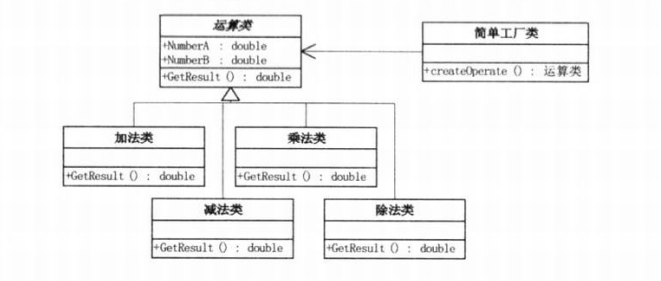 运算类
+NumberA : double
+NumberB : double
+GetResult () : double
简单工厂类
+createOperate () : 运算类
加法类
+GetResult () : double
乘法类
+GetResult () : double
减法类
+GetResult () : double
除法类
+GetResult () : double